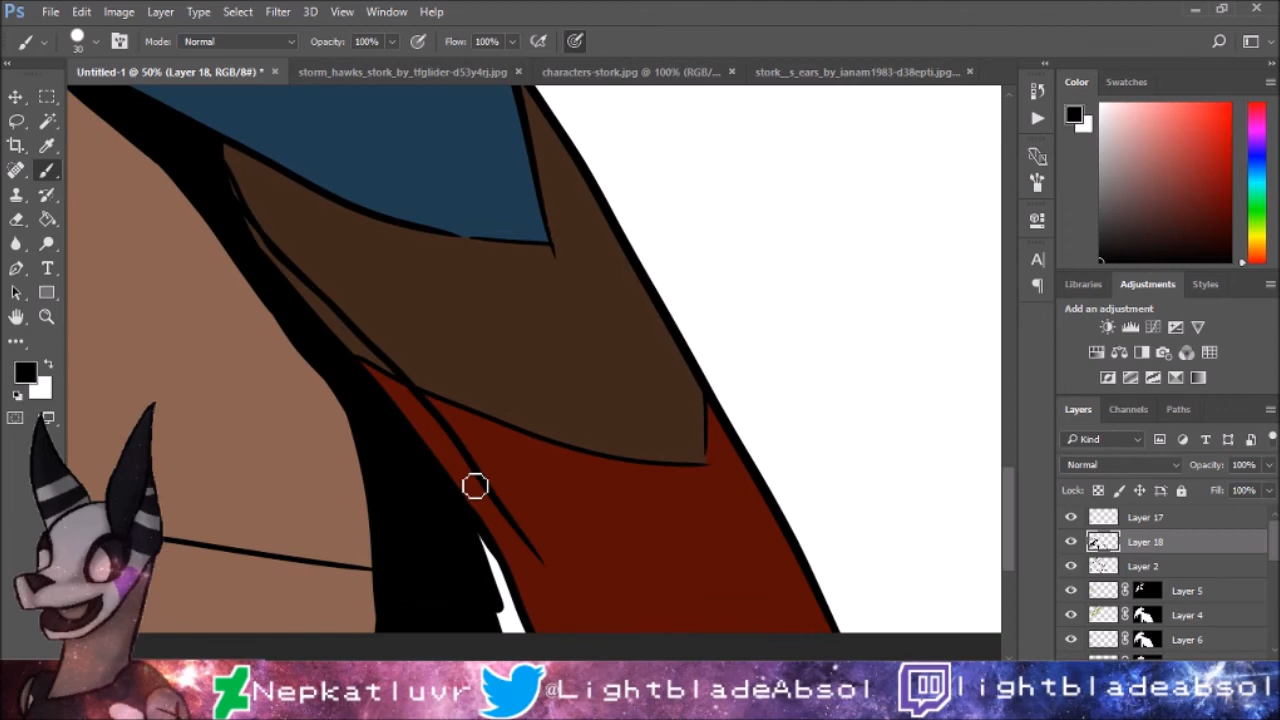 Ps File Edit Image Layer Type Select Filter 3D View Window Help
30 Mode: Normal Opacity: 100% Flow: 100%
Untitled-1 @ 50% (Layer 18, RGB/8#) * × storm_hawks_stork_by_tfglider-d53y4rj.jpg × characters-stork.jpg @ 100% (RGB/... × stork__s_ears_by_ianam1983-d38epti.jpg... ×
Color Swatches
Libraries Adjustments Styles
Add an adjustment
Layers Channels Paths
Kind
Normal Opacity: 100%
Lock: Fill: 100%
Layer 17
Layer 18
Layer 2
Layer 5
Layer 4
Layer 6
Nepkatluvr @LightbladeAbsol lightbladeabsol